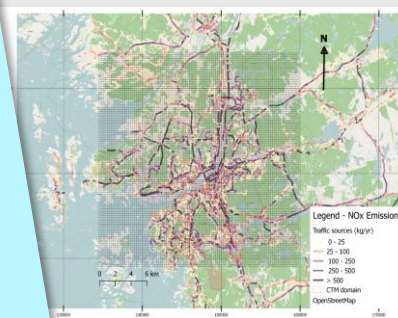 N
Legend - NOx Emission
Traffic sources (kg/yr)
0 - 25
25 - 100
100 - 250
250 - 500
> 500
CTM domain
OpenStreetMap
0 2 4 6 km